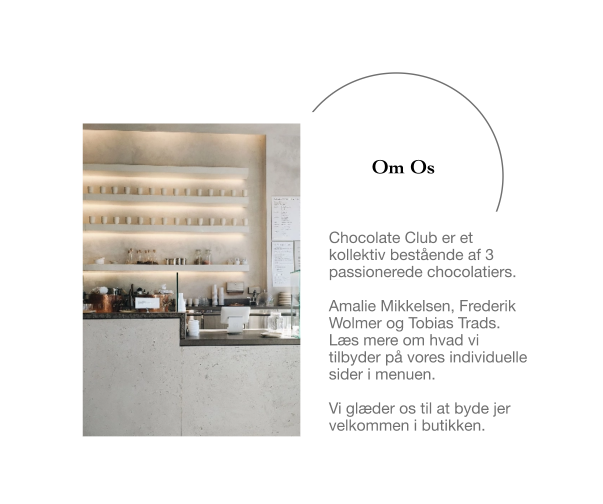 Om Os
Chocolate Club er et
kollektiv bestående af 3
passionerede chocolatiers.
Amalie Mikkelsen, Frederik
Wolmer og Tobias Trads.
Læs mere om hvad vi
tilbyder på vores individuelle
sider i menuen.
Vi glæder os til at byde jer
velkommen i butikken.